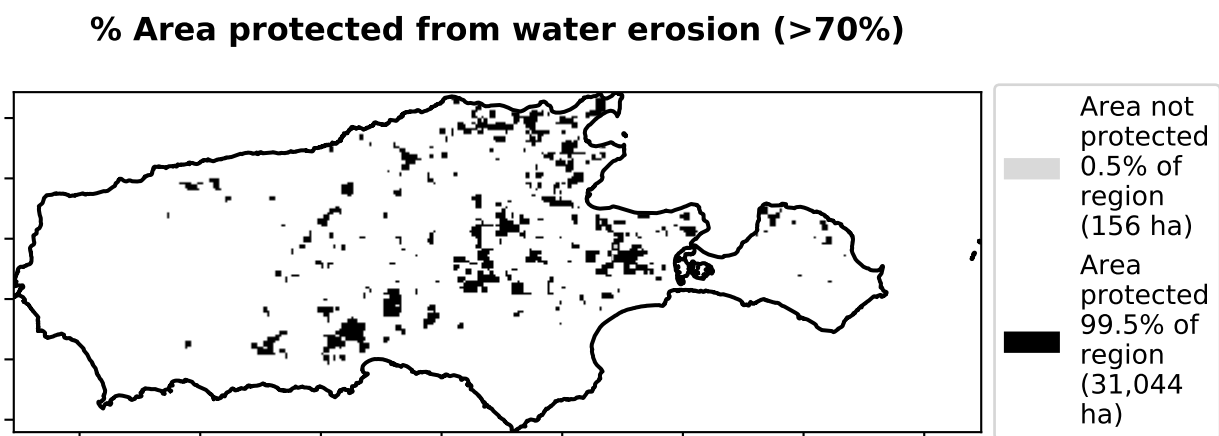 % Area protected from water erosion (>70%)
Area not
protected
0.5% of
region
(156 ha)
Area
protected
99.5% of
region
(31,044
ha)